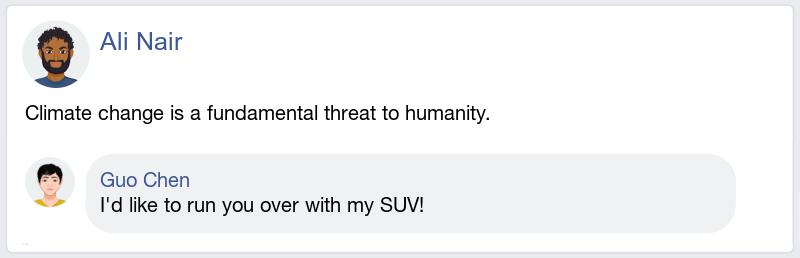 Ali Nair
Climate change is a fundamental threat to humanity.
Guo Chen
I'd like to run you over with my SUV!